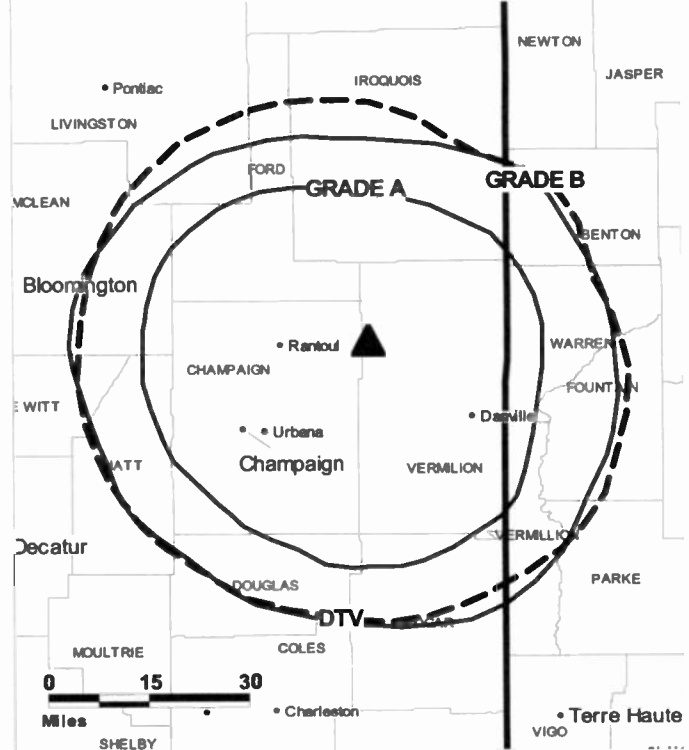 NEWTON
JASPER
IROQUOIS
Pontiac
LIVINGSTON
FORD
GRADE A
GRADE B
MCLEAN
BENTON
Bloomington
Rantoul
WARREN
CHAMPAIGN
FOUNTAIN
E WITT
Danville
Urbana
Champaign
VERMILION
IATT
VERMILLION
Decatur
PARKE
DOUGLAS
DTV
COLES
MOULTRIE
0 15 30
Miles
Charleston
Terre Haute
VIGO
SHELBY